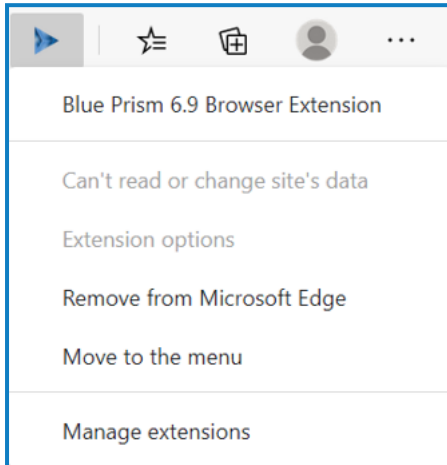 Blue Prism 6.9 Browser Extension
Can't read or change site's data
Extension options
Remove from Microsoft Edge
Move to the menu
Manage extensions